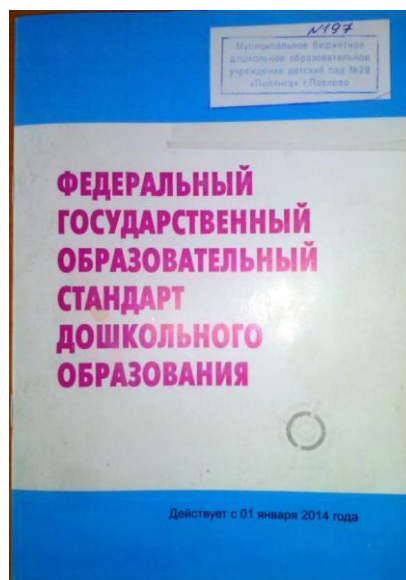 №197
Муниципальное бюджетное
дошкольное образовательное
учреждение детский сад №29
г.Павлово
ФЕДЕРАЛЬНЫЙ
ГОСУДАРСТВЕННЫЙ
ОБРАЗОВАТЕЛЬНЫЙ
СТАНДАРТ
ДОШКОЛЬНОГО
ОБРАЗОВАНИЯ
Действует с 01 января 2014 года